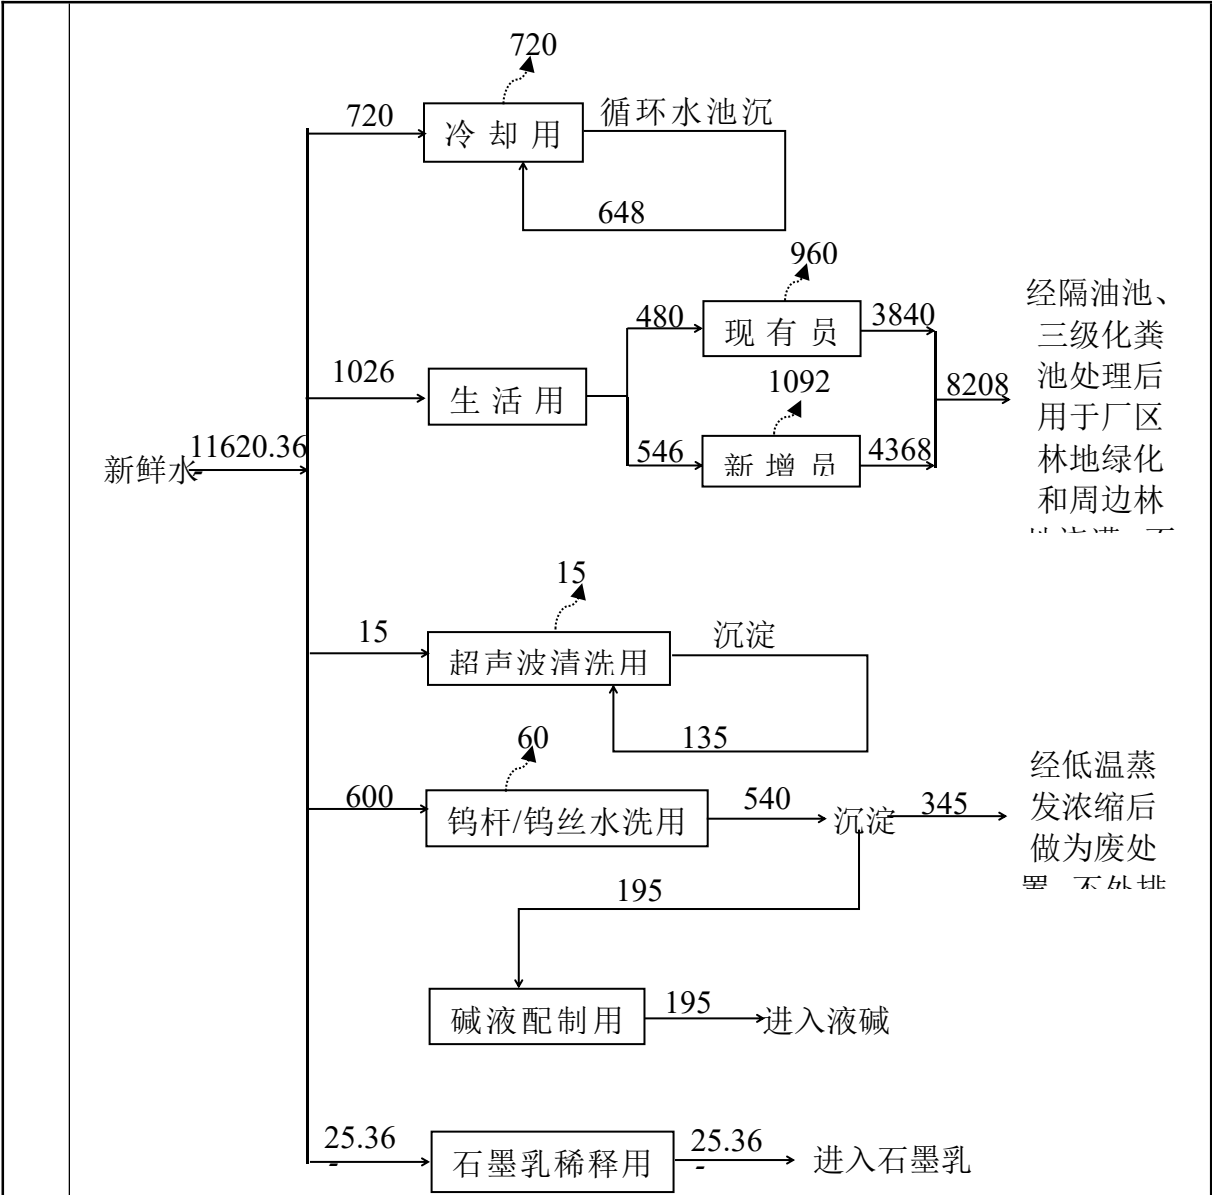 720
720
冷却用
循环水池沉
648
960
480
现有员
3840
1026
生活用
1092
546
新增员
4368
8208
经隔油池、
三级化粪
池处理后
用于厂区
林地绿化
和周边林
新鲜水
11620.36
15
15
超声波清洗用
沉淀
135
60
600
钨杆/钨丝水洗用
540
沉淀
345
经低温蒸
发浓缩后
做为废处
195
碱液配制用
195
进入液碱
25.36
石墨乳稀释用
25.36
进入石墨乳